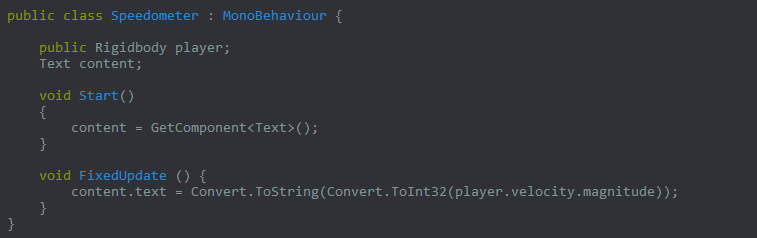 public class Speedometer : MonoBehaviour {
public Rigidbody player;
Text content;
void Start()
{
content = GetComponent<Text>();
}
void FixedUpdate () {
content.text = Convert.ToString(Convert.ToInt32(player.velocity.magnitude));
}
}